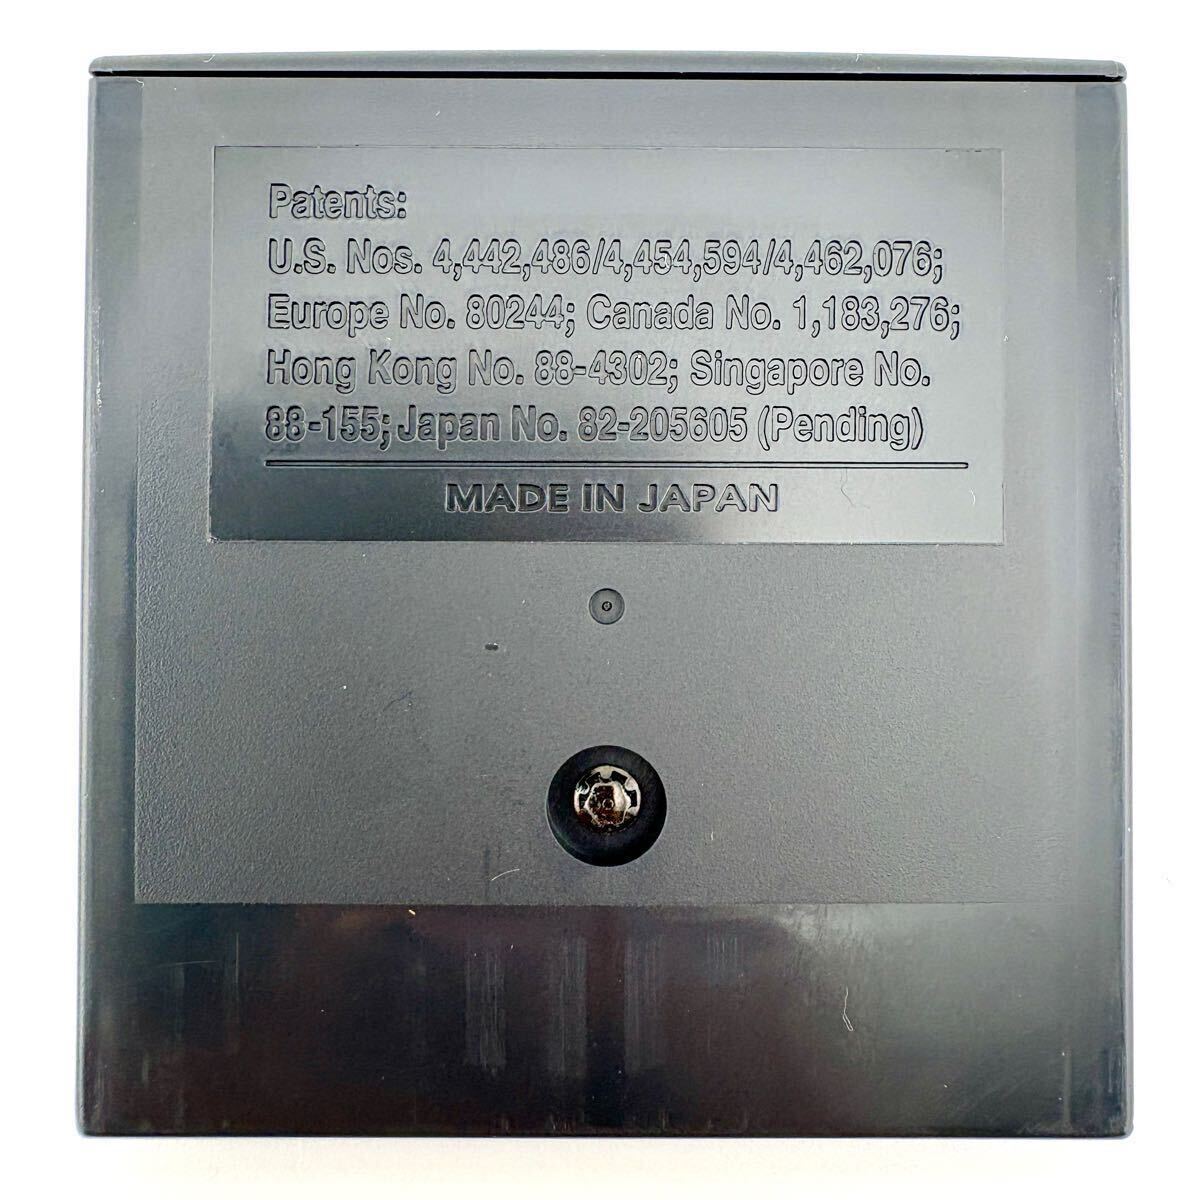 Patents:
U.S. Nos. 4,442,486/4,454,594/4,462,076;
Europe No. 80244; Canada No. 1,183,276;
Hong Kong No. 88-4302; Singapore No.
88-155; Japan No. 82-205605 (Pending)
MADE IN JAPAN